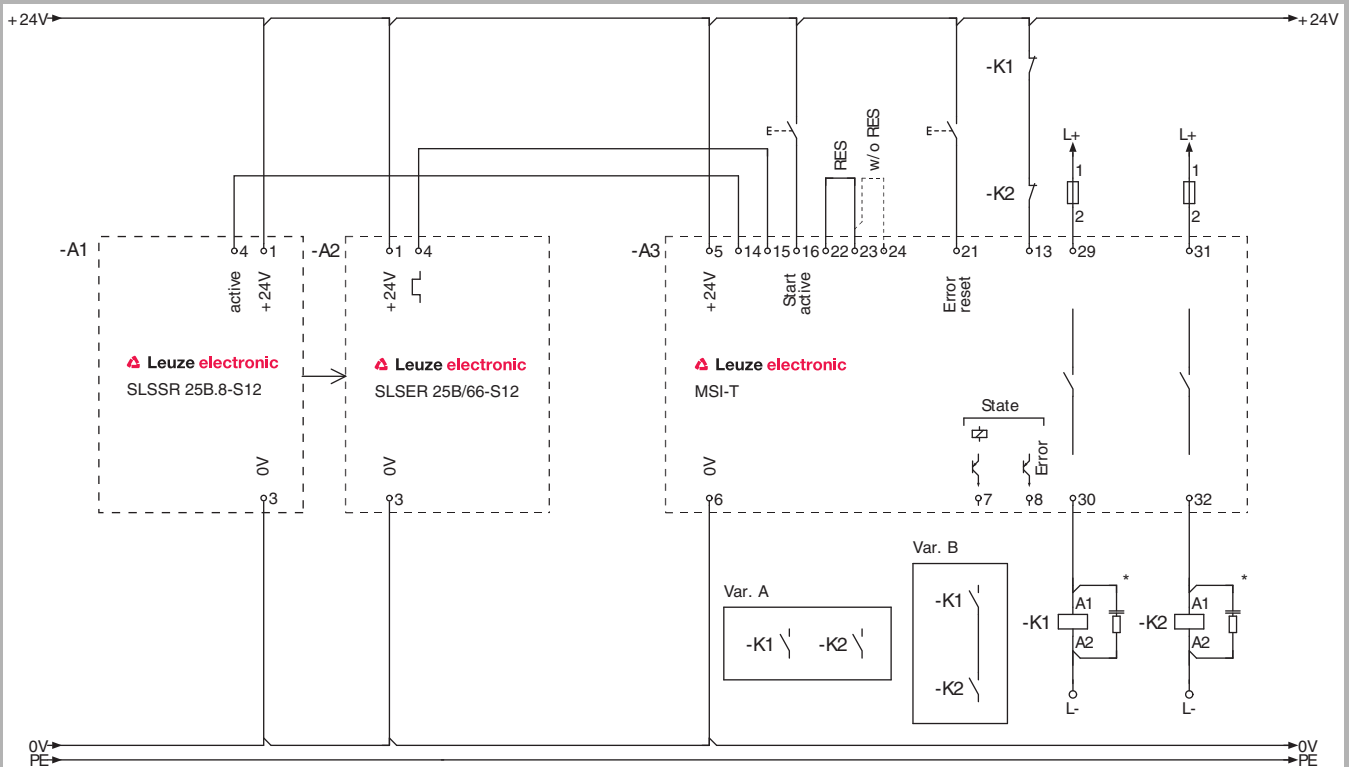 +24V
+24V
-K1
E
E
RES
w/o RES
L+
L+
1
1
-K2
2
2
-A1
4
1
-A2
1
4
-A3
5
14
15
16
22
23
24
21
13
29
31
active
+24V
+24V
+24V
Start
active
Error
reset
Leuze electronic
SLSSR 25B.8-S12
Leuze electronic
SLSER 25B/66-S12
Leuze electronic
MSI-T
State
Error
0V
0V
0V
3
3
6
7
8
30
32
Var. A
-K1
-K2
Var. B
-K1
-K2
*
*
-K1
A1
A2
-K2
A1
A2
L-
L-
0V
0V
PE
PE